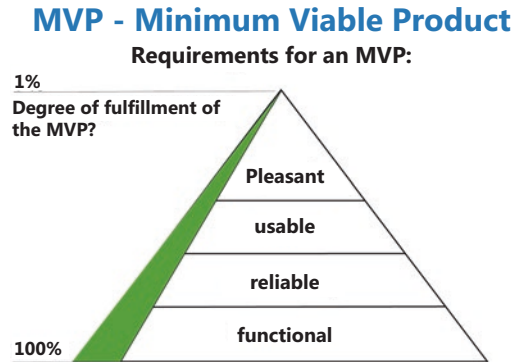 MVP - Minimum Viable Product
Requirements for an MVP:
1%
Degree of fulfillment of
the MVP?
Pleasant
usable
reliable
functional
100%